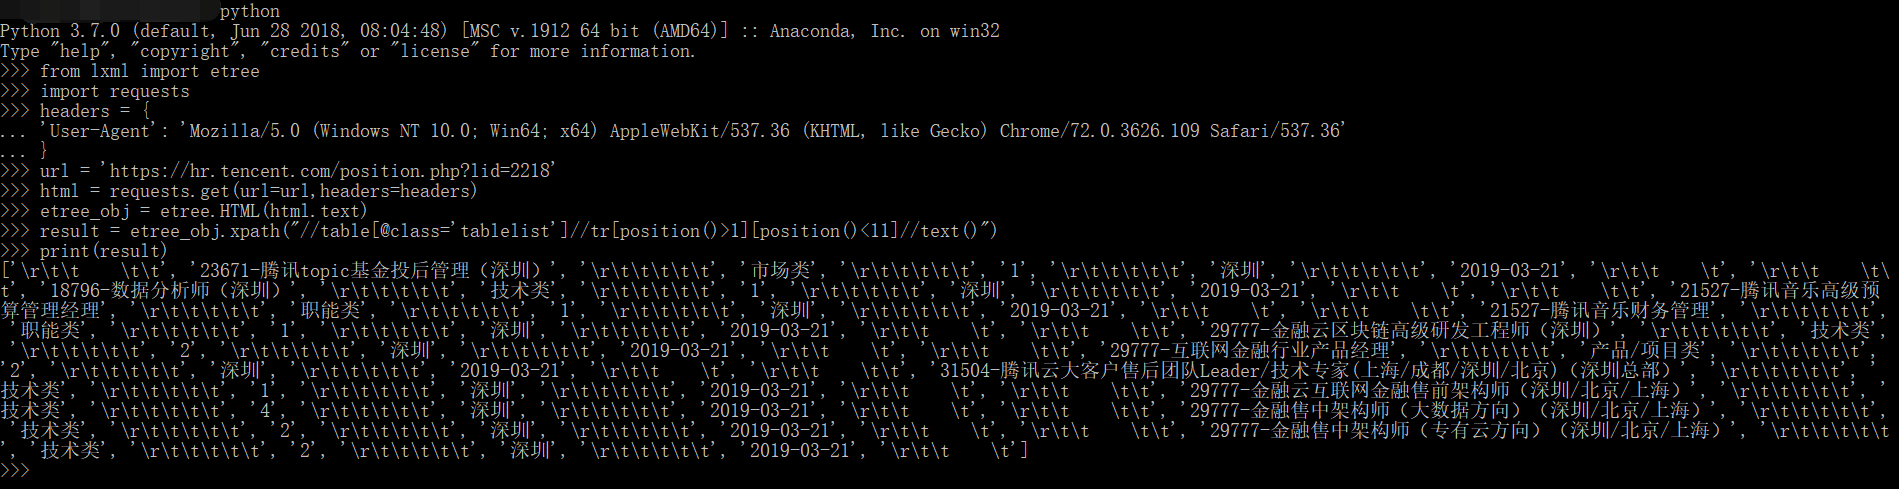 python
Python 3.7.0 (default, Jun 28 2018, 08:04:48) [MSC v.1912 64 bit (AMD64)] :: Anaconda, Inc. on win32
Type "help", "copyright", "credits" or "license" for more information.
>>> from lxml import etree
>>> import requests
>>> headers = {
... 'User-Agent': 'Mozilla/5.0 (Windows NT 10.0; Win64; x64) AppleWebKit/537.36 (KHTML, like Gecko) Chrome/72.0.3626.109 Safari/537.36'
... }
>>> url = 'https://hr.tencent.com/position.php?lid=2218'
>>> html = requests.get(url=url,headers=headers)
>>> etree_obj = etree.HTML(html.text)
>>> result = etree_obj.xpath("//table[@class='tablelist']//tr[position()>1][position()<11]//text()")
>>> print(result)
['\r\t\t    \t\t', '23671-腾讯topic基金投后管理（深圳）', '\r\t\t\t\t\t', '市场类', '\r\t\t\t\t\t', '1', '\r\t\t\t\t\t', '深圳', '\r\t\t\t\t\t', '2019-03-21', '\r\t\t    \t', '\r\t\t    \t\
t', '18796-数据分析师（深圳）', '\r\t\t\t\t\t', '技术类', '\r\t\t\t\t\t', '1', '\r\t\t\t\t\t', '深圳', '\r\t\t\t\t\t', '2019-03-21', '\r\t\t    \t', '\r\t\t    \t\t', '21527-腾讯音乐高级预
算管理经理', '\r\t\t\t\t\t', '职能类', '\r\t\t\t\t\t', '1', '\r\t\t\t\t\t', '深圳', '\r\t\t\t\t\t', '2019-03-21', '\r\t\t    \t', '\r\t\t    \t\t', '21527-腾讯音乐财务管理', '\r\t\t\t\t\t',
'职能类', '\r\t\t\t\t\t', '1', '\r\t\t\t\t\t', '深圳', '\r\t\t\t\t\t', '2019-03-21', '\r\t\t    \t', '\r\t\t    \t\t', '29777-金融云区块链高级研发工程师（深圳）', '\r\t\t\t\t\t', '技术类',
'\r\t\t\t\t\t', '2', '\r\t\t\t\t\t', '深圳', '\r\t\t\t\t\t', '2019-03-21', '\r\t\t    \t', '\r\t\t    \t\t', '29777-互联网金融行业产品经理', '\r\t\t\t\t\t', '产品/项目类', '\r\t\t\t\t\t',
'2', '\r\t\t\t\t\t', '深圳', '\r\t\t\t\t\t', '2019-03-21', '\r\t\t    \t', '\r\t\t    \t\t', '31504-腾讯云大客户售后团队Leader/技术专家(上海/成都/深圳/北京)（深圳总部）', '\r\t\t\t\t\t', '
技术类', '\r\t\t\t\t\t', '1', '\r\t\t\t\t\t', '深圳', '\r\t\t\t\t\t', '2019-03-21', '\r\t\t    \t', '\r\t\t    \t\t', '29777-金融云互联网金融售前架构师（深圳/北京/上海）', '\r\t\t\t\t\t', '
技术类', '\r\t\t\t\t\t', '4', '\r\t\t\t\t\t', '深圳', '\r\t\t\t\t\t', '2019-03-21', '\r\t\t    \t', '\r\t\t    \t\t', '29777-金融售中架构师（大数据方向）（深圳/北京/上海）', '\r\t\t\t\t\t',
'技术类', '\r\t\t\t\t\t', '2', '\r\t\t\t\t\t', '深圳', '\r\t\t\t\t\t', '2019-03-21', '\r\t\t    \t', '\r\t\t    \t\t', '29777-金融售中架构师（专有云方向）（深圳/北京/上海）', '\r\t\t\t\t\t'
, '技术类', '\r\t\t\t\t\t', '2', '\r\t\t\t\t\t', '深圳', '\r\t\t\t\t\t', '2019-03-21', '\r\t\t    \t']
>>>